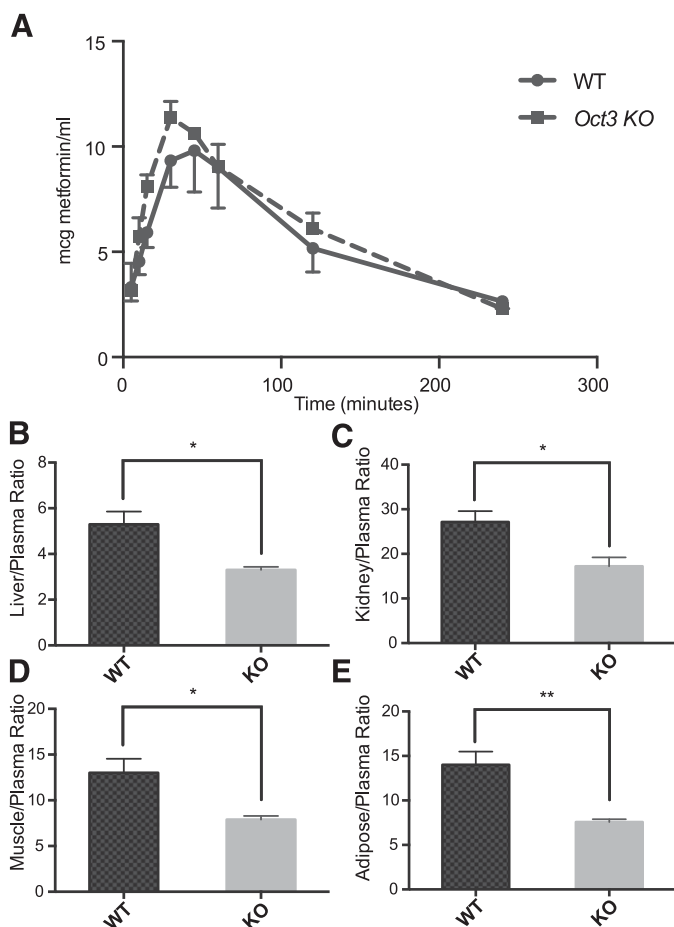 A
15
10
5
0
mcg metformin/ml
WT
Oct3 KO
0 100 200 300
Time (minutes)
B
8
6
4
2
0
Liver/Plasma Ratio
*
WT KO
C
40
30
20
10
0
Kidney/Plasma Ratio
*
WT KO
D
20
15
10
5
0
Muscle/Plasma Ratio
*
WT KO
E
20
15
10
5
0
Adipose/Plasma Ratio
**
WT KO